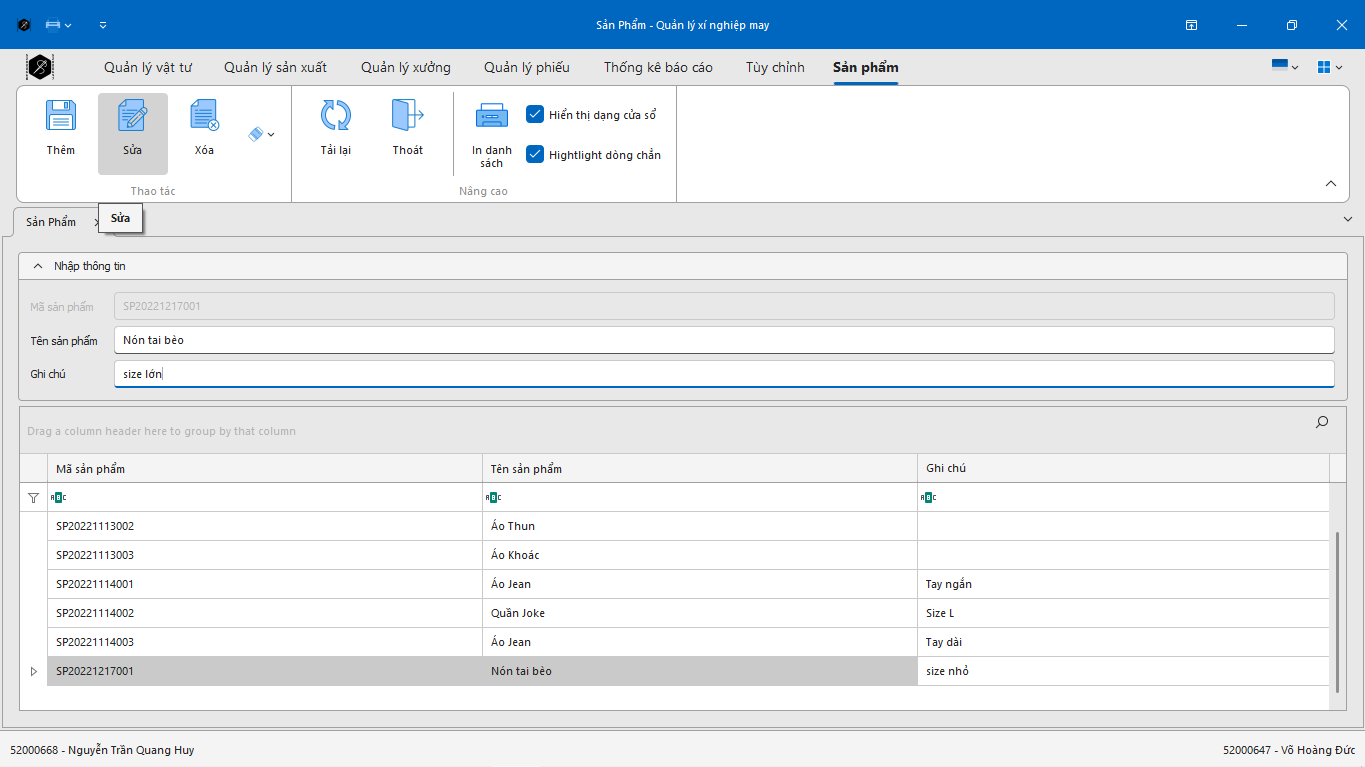 Sản Phẩm - Quản lý xí nghiệp may
Quản lý vật tư
Quản lý sản xuất
Quản lý xưởng
Quản lý phiếu
Thống kê báo cáo
Tùy chỉnh
Sản phẩm
Thêm
Sửa
Xóa
Tải lại
Thoát
In danh sách
Hiển thị dạng cửa sổ
Hightlight dòng chẳn
Thao tác
Nâng cao
Sản Phẩm
Sửa
Nhập thông tin
Mã sản phẩm SP20221217001
Tên sản phẩm Nón tai bèo
Ghi chú size lớn
Drag a column header here to group by that column
Mã sản phẩm Tên sản phẩm Ghi chú
ABC ABC ABC
SP20221113002 Áo Thun
SP20221113003 Áo Khoác
SP20221114001 Áo Jean Tay ngắn
SP20221114002 Quần Joke Size L
SP20221114003 Áo Jean Tay dài
SP20221217001 Nón tai bèo size nhỏ
52000668 - Nguyễn Trần Quang Huy
52000647 - Võ Hoàng Đức